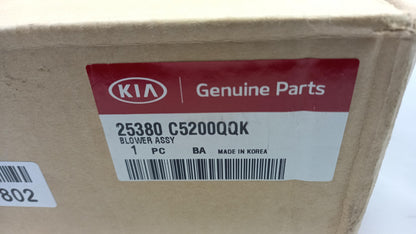 KIA Genuine Parts
25380 C5200QQK
BLOWER ASSY
1 PC BA MADE IN KOREA
802